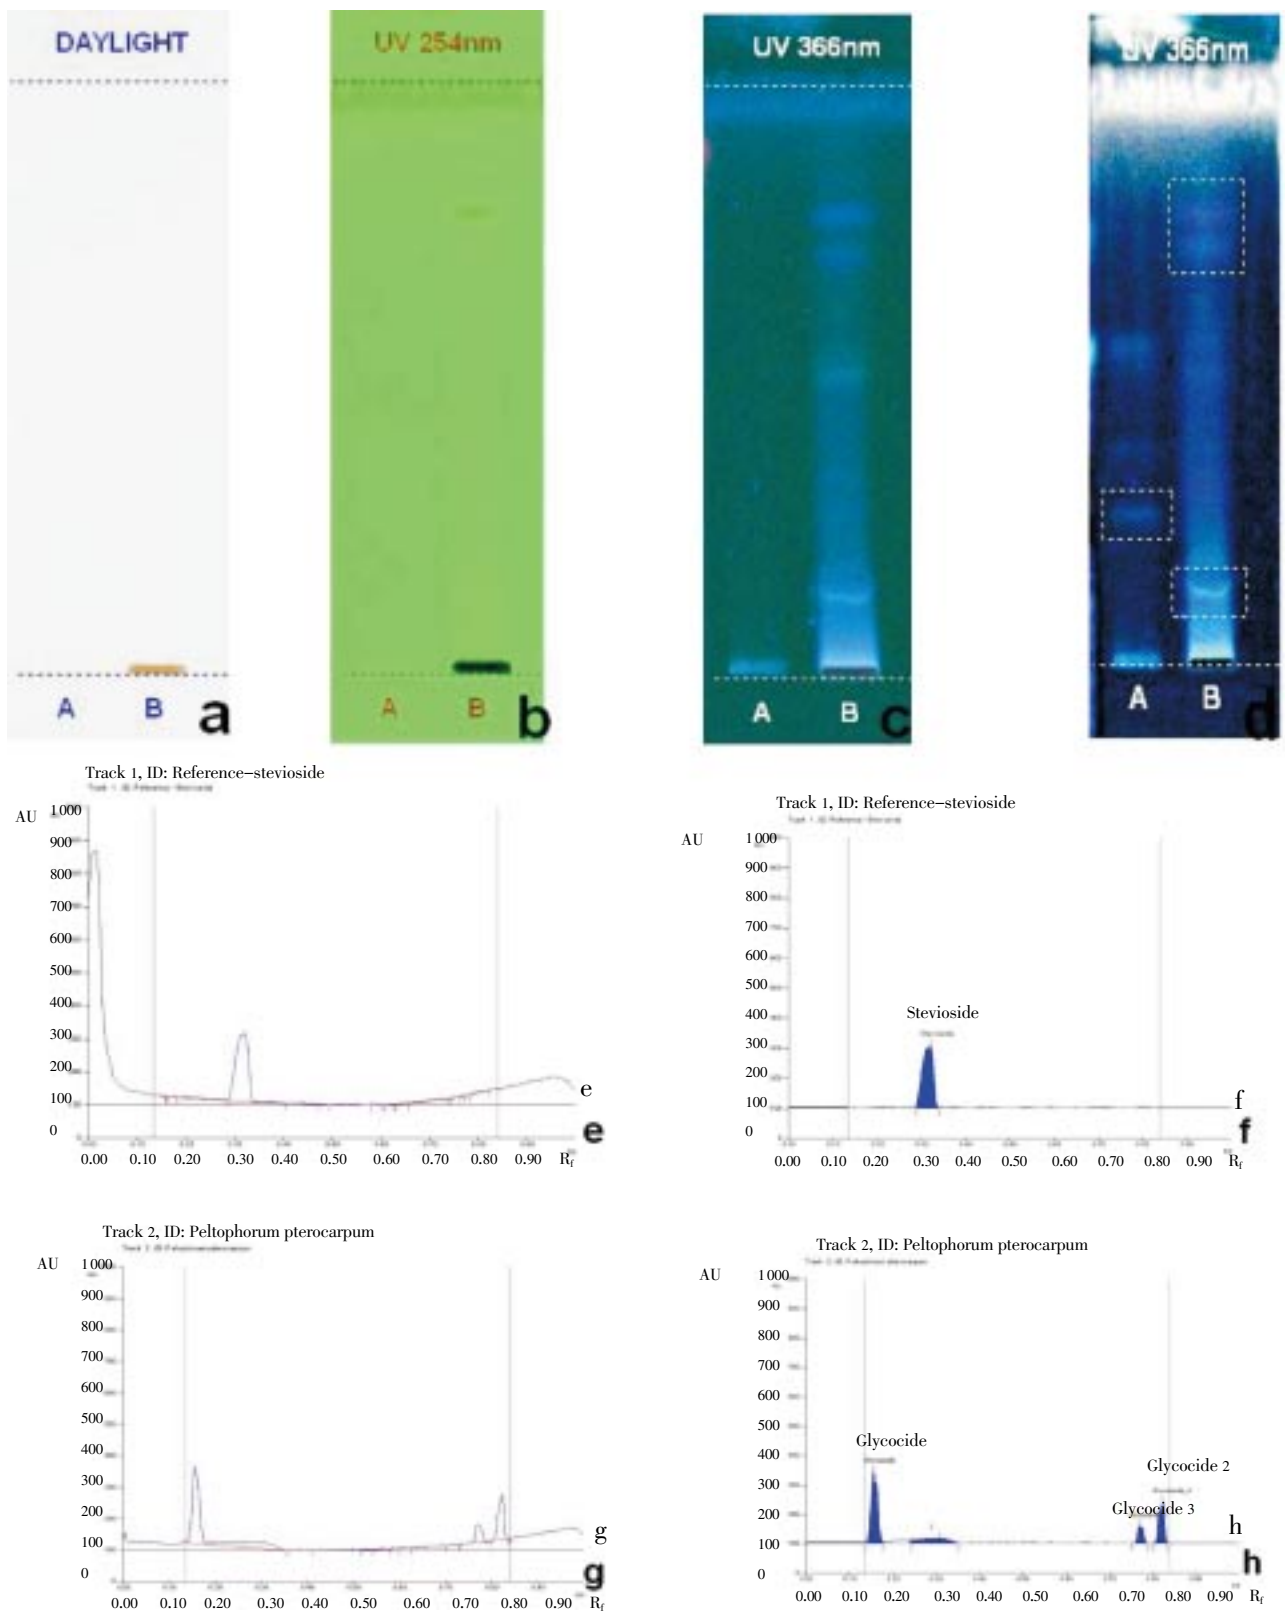 DAYLIGHT
A B a
UV 254nm
A B b
UV 366nm
A B c
UV 366nm
A B d
Track 1, ID: Reference-stevioside
AU
1000
900
800
700
600
500
400
300
200
100
0
e
e
0.00 0.10 0.20 0.30 0.40 0.50 0.60 0.70 0.80 0.90 Rf
Track 1, ID: Reference-stevioside
AU
1000
900
800
700
600
500
400
300
200
100
0
Stevioside
f
f
0.00 0.10 0.20 0.30 0.40 0.50 0.60 0.70 0.80 0.90 Rf
Track 2, ID: Peltophorum pterocarpum
AU
1000
900
800
700
600
500
400
300
200
100
0
g
g
0.00 0.10 0.20 0.30 0.40 0.50 0.60 0.70 0.80 0.90 Rf
Track 2, ID: Peltophorum pterocarpum
AU
1000
900
800
700
600
500
400
300
200
100
0
Glycocide
Glycocide 2
Glycocide 3
h
h
0.00 0.10 0.20 0.30 0.40 0.50 0.60 0.70 0.80 0.90 Rf